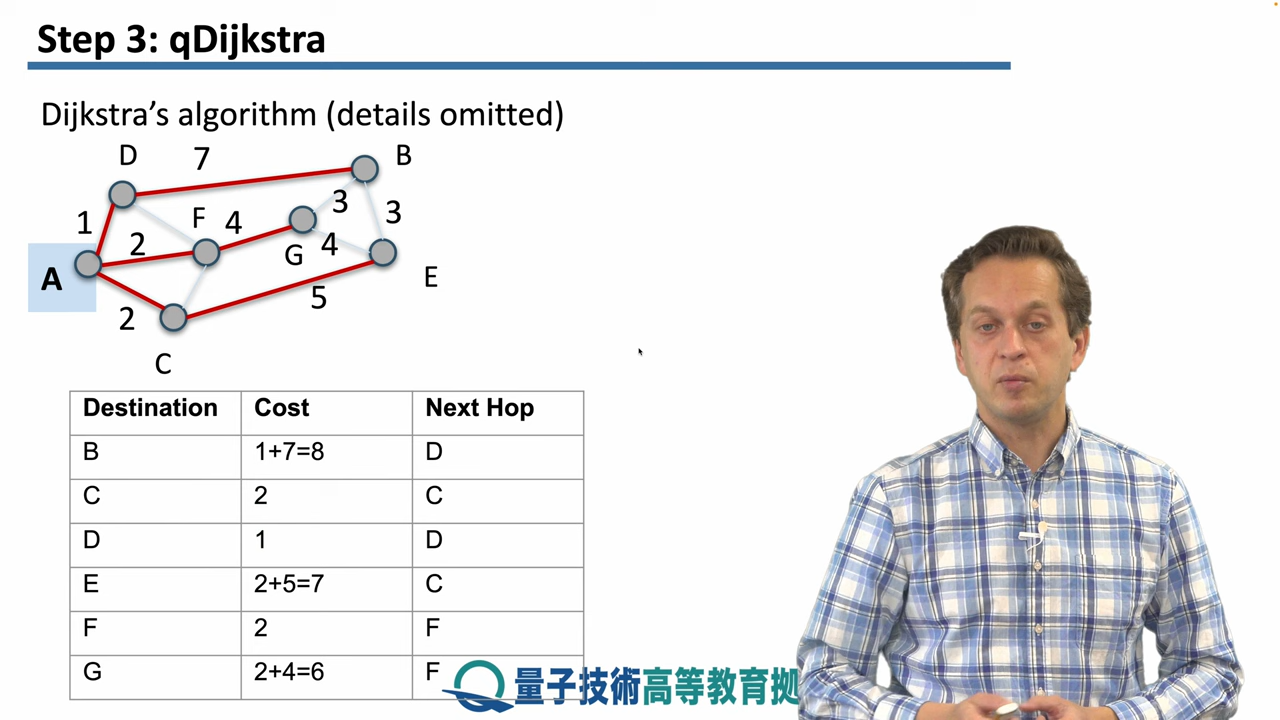 Step 3: qDijkstra
Dijkstra’s algorithm (details omitted)
D
7
B
1
2
F
4
3
3
G
4
A
E
5
2
C
Destination Cost Next Hop
B 1+7=8 D
C 2 C
D 1 D
E 2+5=7 C
F 2 F
G 2+4=6 F
量子技術高等教育拠